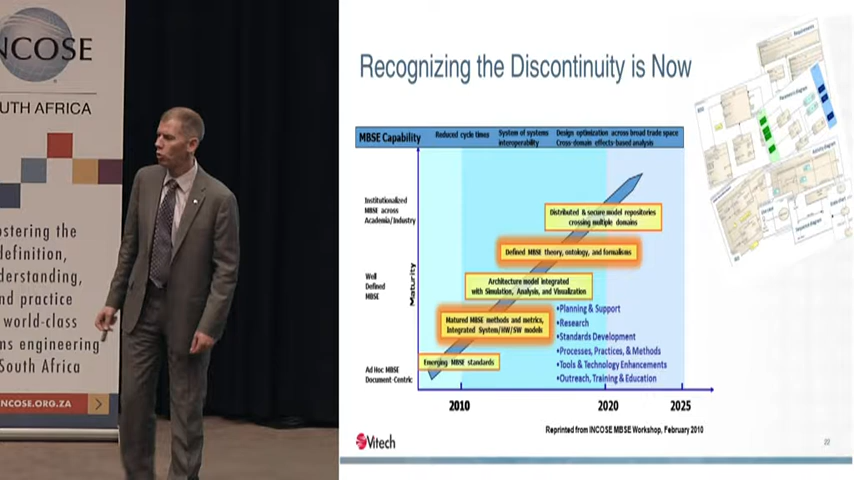 NCOSE
UTH AFRICA
ostering the
definition,
derstanding,
nd practice
world-class
ms engineering
South Africa
NCOSE.ORG.ZA
Recognizing the Discontinuity is Now
MBSE Capability
Reduced cycle times
System of systems
interoperability
Design optimization across broad trade space
Cross-domain effects-based analysis
Institutionalized
MBSE across
Academia/Industry
Distributed & secure model repositories
crossing multiple domains
Defined MBSE theory, ontology, and formalisms
Well
Defined
MBSE
Maturity
Architecture model integrated
with Simulation, Analysis, and Visualization
Matured MBSE methods and metrics,
Integrated System/HW/SW models
•Planning & Support
•Research
•Standards Development
•Processes, Practices, & Methods
•Tools & Technology Enhancements
•Outreach, Training & Education
Emerging MBSE standards
Ad Hoc MBSE
Document-Centric
2010
2020
2025
Reprinted from INCOSE MBSE Workshop, February 2010
Vitech
22